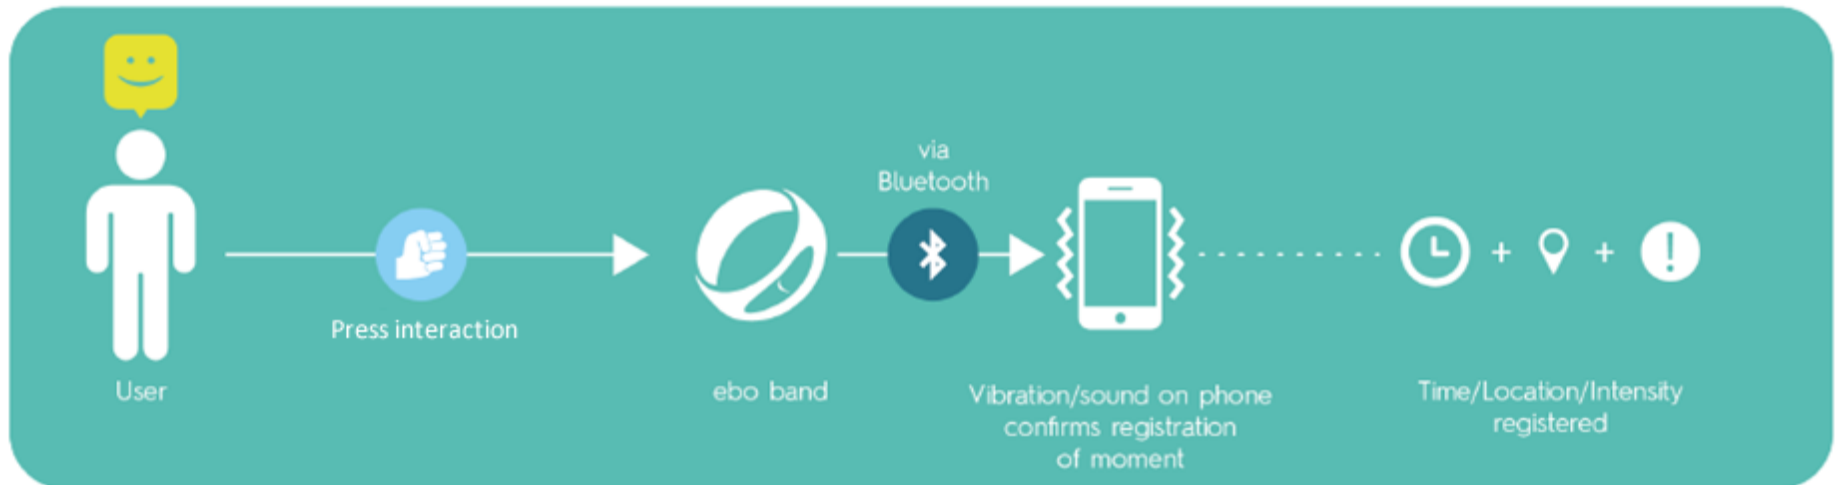 via
Bluetooth
Press interaction
User
ebo band
Vibration/sound on phone
confirms registration
of moment
Time/Location/Intensity
registered